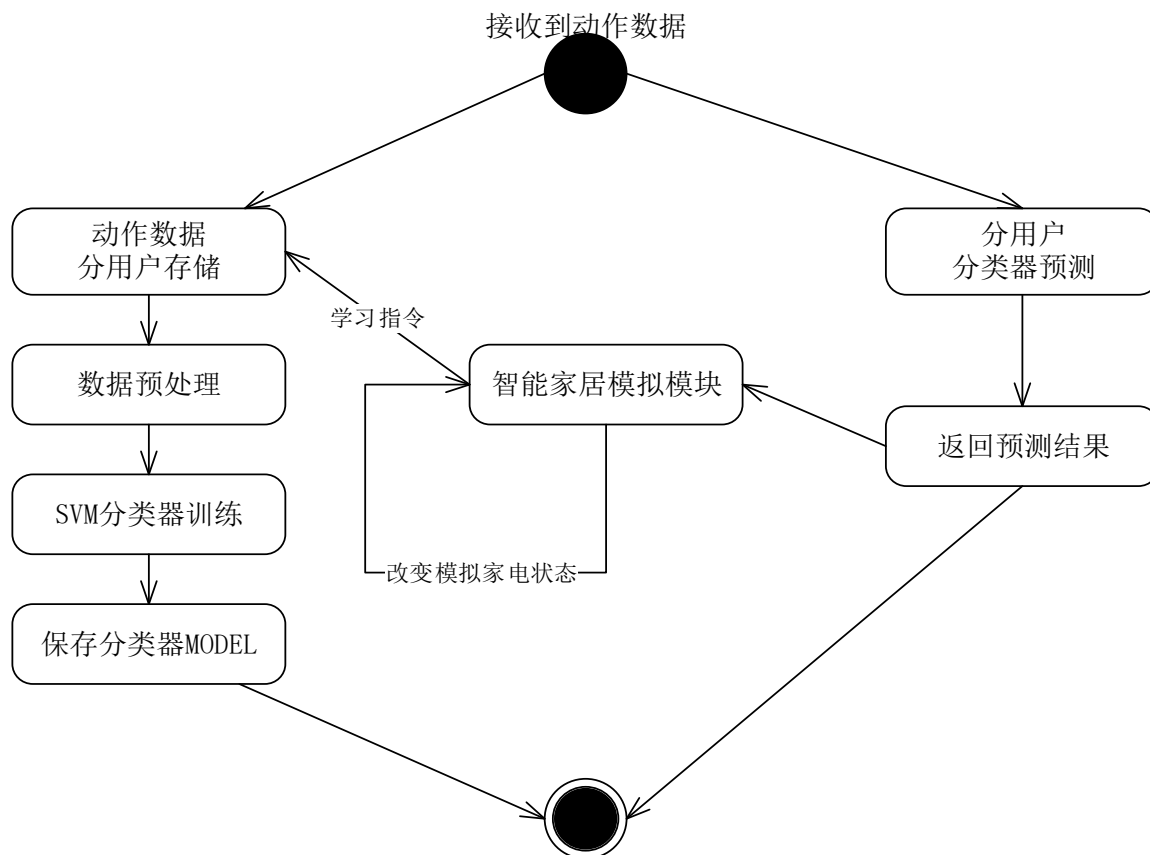 接收到动作数据
动作数据
分用户存储
分用户
分类器预测
学习指令
数据预处理
智能家居模拟模块
返回预测结果
SVM分类器训练
改变模拟家电状态
保存分类器MODEL